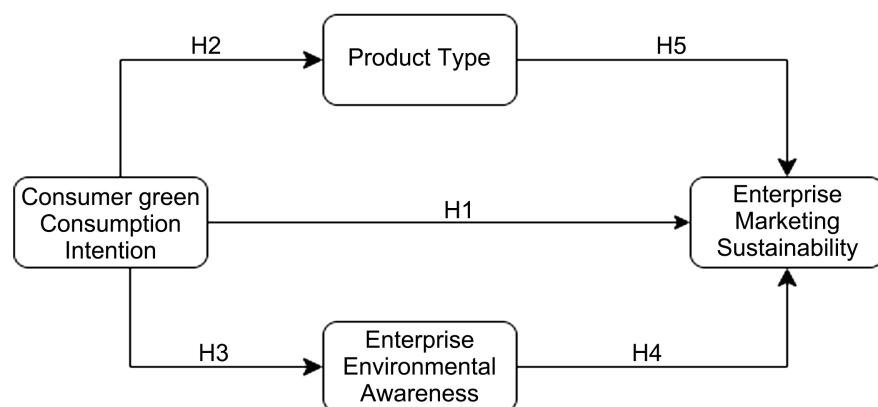 H2
Product Type
H5
Consumer green
Consumption
Intention
H1
Enterprise
Marketing
Sustainability
H3
Enterprise
Environmental
Awareness
H4